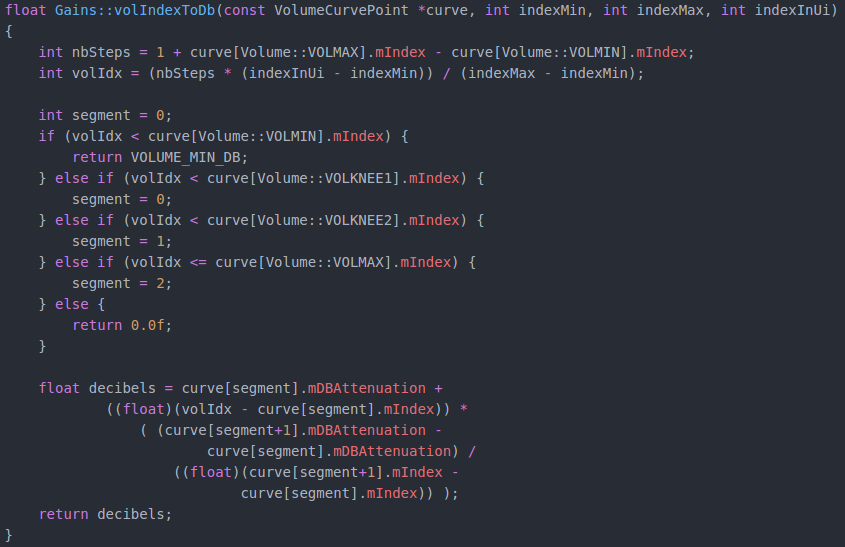 float Gains::volIndexToDb(const VolumeCurvePoint *curve, int indexMin, int indexMax, int indexInUi)
{
    int nbSteps = 1 + curve[Volume::VOLMAX].mIndex - curve[Volume::VOLMIN].mIndex;
    int volIdx = (nbSteps * (indexInUi - indexMin)) / (indexMax - indexMin);

    int segment = 0;
    if (volIdx < curve[Volume::VOLMIN].mIndex) {
        return VOLUME_MIN_DB;
    } else if (volIdx < curve[Volume::VOLKNEE1].mIndex) {
        segment = 0;
    } else if (volIdx < curve[Volume::VOLKNEE2].mIndex) {
        segment = 1;
    } else if (volIdx <= curve[Volume::VOLMAX].mIndex) {
        segment = 2;
    } else {
        return 0.0f;
    }

    float decibels = curve[segment].mDBAttenuation +
            ((float)(volIdx - curve[segment].mIndex)) *
                ( (curve[segment+1].mDBAttenuation -
                        curve[segment].mDBAttenuation) /
                    ((float)(curve[segment+1].mIndex -
                            curve[segment].mIndex)) );
    return decibels;
}